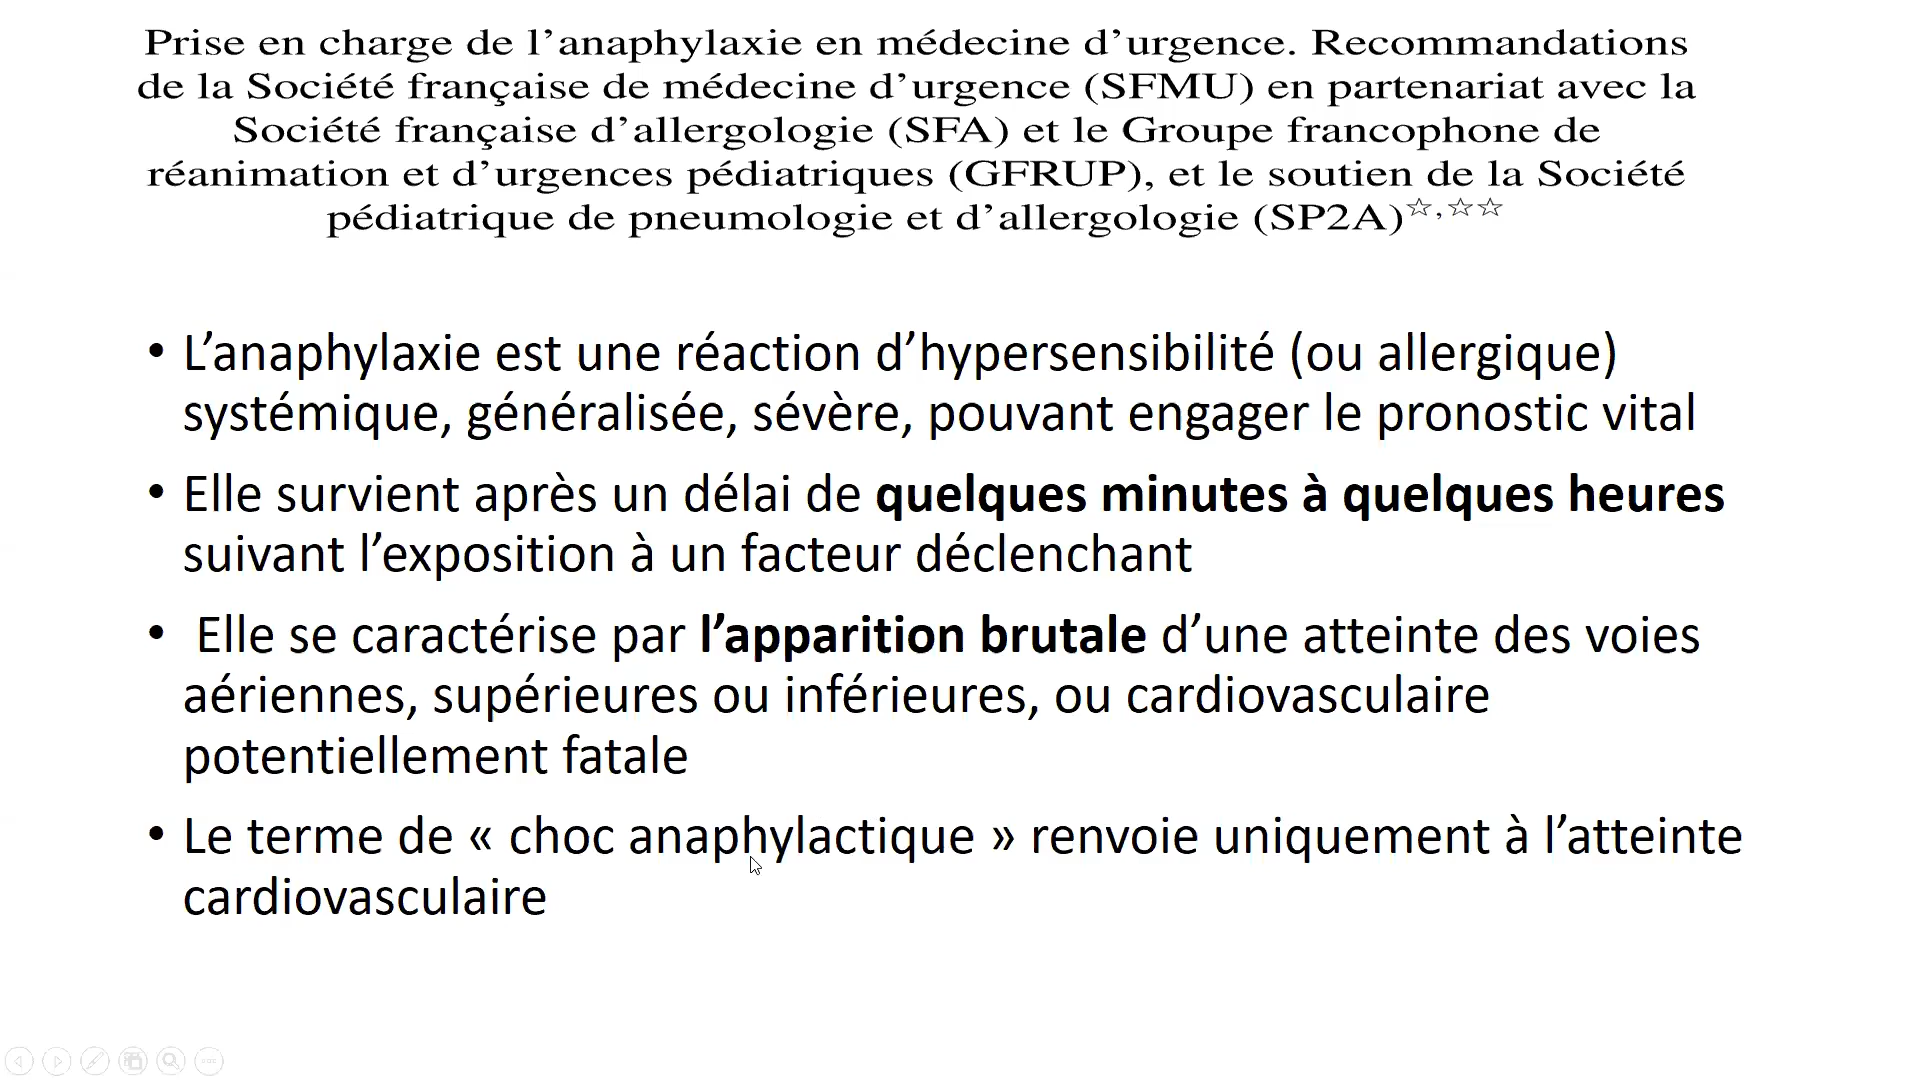 Prise en charge de l’anaphylaxie en médecine d’urgence. Recommandations
de la Société française de médecine d’urgence (SFMU) en partenariat avec la
Société française d’allergologie (SFA) et le Groupe francophone de
réanimation et d’urgences pédiatriques (GFRUP), et le soutien de la Société
pédiatrique de pneumologie et d’allergologie (SP2A)☆,☆☆
• L’anaphylaxie est une réaction d’hypersensibilité (ou allergique)
systémique, généralisée, sévère, pouvant engager le pronostic vital
• Elle survient après un délai de quelques minutes à quelques heures
suivant l’exposition à un facteur déclenchant
• Elle se caractérise par l’apparition brutale d’une atteinte des voies
aériennes, supérieures ou inférieures, ou cardiovasculaire
potentiellement fatale
• Le terme de « choc anaphylactique » renvoie uniquement à l’atteinte
cardiovasculaire